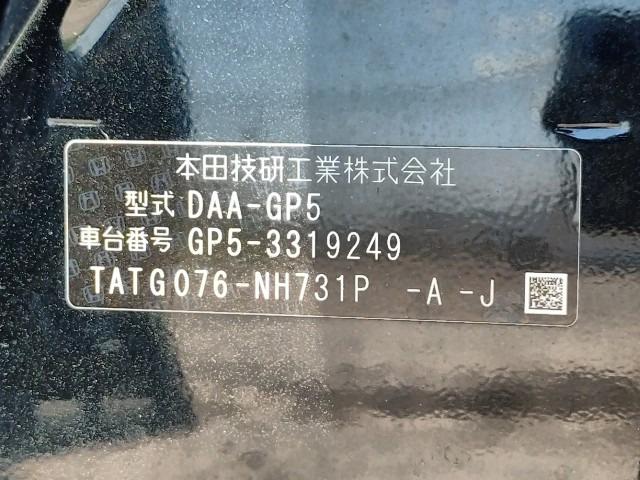 本田技研工業株式会社
型式 DAA-GP5
車台番号 GP5-3319249
TATG076-NH731P -A -J